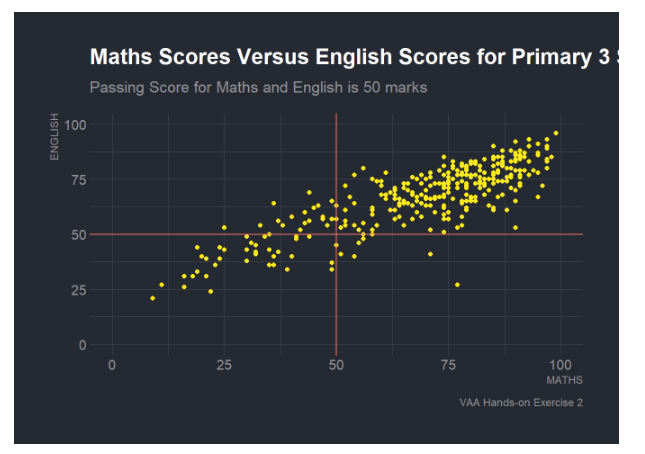 Maths Scores Versus English Scores for Primary 3
Passing Score for Maths and English is 50 marks
ENGLISH
100
75
50
25
0
0 25 50 75 100
MATHS
VAA Hands-on Exercise 2